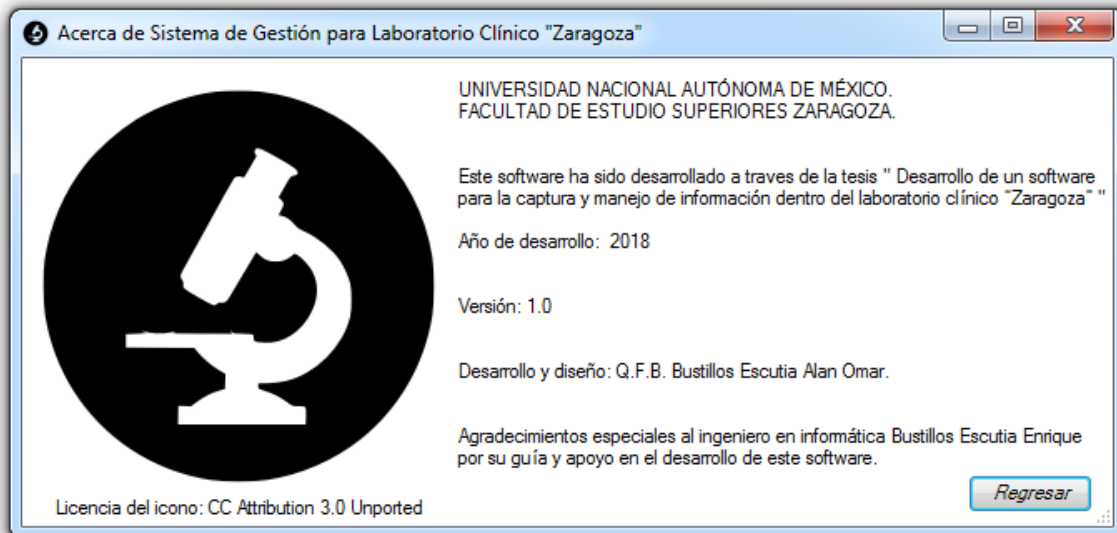 Acerca de Sistema de Gestión para Laboratorio Clínico "Zaragoza"
UNIVERSIDAD NACIONAL AUTÓNOMA DE MÉXICO.
FACULTAD DE ESTUDIO SUPERIORES ZARAGOZA.
Este software ha sido desarrollado a traves de la tesis " Desarrollo de un software
para la captura y manejo de información dentro del laboratorio clínico "Zaragoza" "
Año de desarrollo: 2018
Versión: 1.0
Desarrollo y diseño: Q.F.B. Bustillos Escutia Alan Omar.
Agradecimientos especiales al ingeniero en informática Bustillos Escutia Enrique
por su guía y apoyo en el desarrollo de este software.
Regresar
Licencia del icono: CC Attribution 3.0 Unported